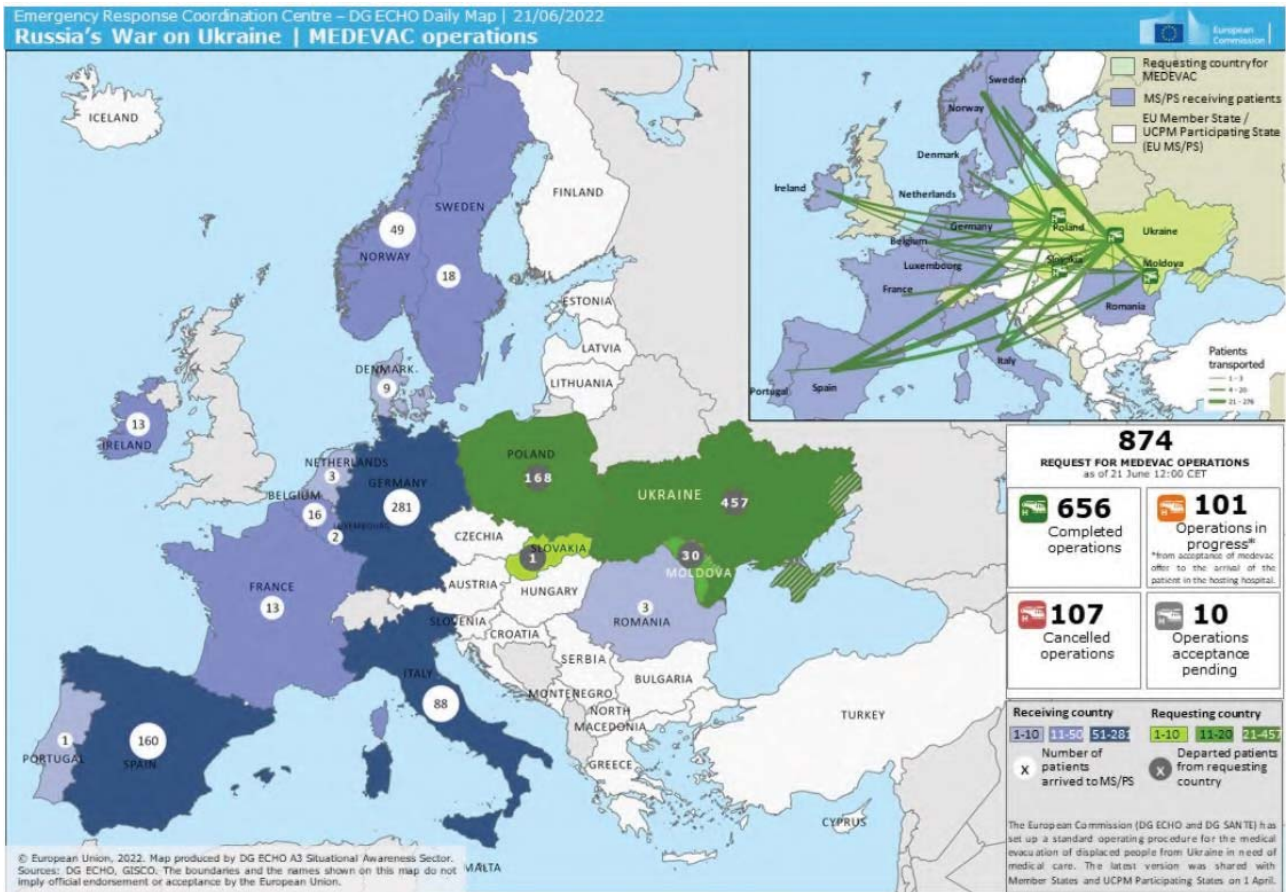 Emergency Response Coordination Centre – DG ECHO Daily Map | 21/06/2022
Russia's War on Ukraine | MEDEVAC operations
European
Commission
ICELAND
FINLAND
SWEDEN
49
NORWAY
18
ESTONIA
LATVIA
DENMARK
9
LITHUANIA
13
IRELAND
NETHERLANDS
3
POLAND
168
GERMANY
281
BELGIUM
16
LUXEMBOURG
2
UKRAINE
457
CZECHIA
SLOVAKIA
1
30
MOLDOVA
AUSTRIA
HUNGARY
FRANCE
13
3
ROMANIA
SLOVENIA
CROATIA
SERBIA
ITALY
88
BULGARIA
MONTENEGRO
NORTH
MACEDONIA
TURKEY
1
PORTUGAL
160
SPAIN
GREECE
CYPRUS
MALTA
© European Union, 2022. Map produced by DG ECHO A3 Situational Awareness Sector.
Sources: DG ECHO, GISCO. The boundaries and the names shown on this map do not
imply official endorsement or acceptance by the European Union.
Sweden
Norway
Denmark
Ireland
Netherlands
Germany
Poland
Ukraine
Belgium
Slovakia
Moldova
Luxembourg
France
Romania
Italy
Portugal
Spain
Requesting country for
MEDEVAC
MS/PS receiving patients
EU Member State /
UCPM Participating State
(EU MS/PS)
Patients
transported
1 - 3
4 - 20
21 - 276
874
REQUEST FOR MEDEVAC OPERATIONS
as of 21 June 12:00 CET
H
656
Completed
operations
H
101
Operations in
progress*
*from acceptance of medevac
offer to the arrival of the
patient in the hosting hospital.
H
107
Cancelled
operations
H
10
Operations
acceptance
pending
Receiving country
1-10 11-50 51-281
X
Number of
patients
arrived to MS/PS
Requesting country
1-10 11-20 21-457
X
Departed patients
from requesting
country
The European Commission (DG ECHO and DG SANTE) has
set up a standard operating procedure for the medical
evacuation of displaced people from Ukraine in need of
medical care. The latest version was shared with
Member States and UCPM Participating States on 1 April.